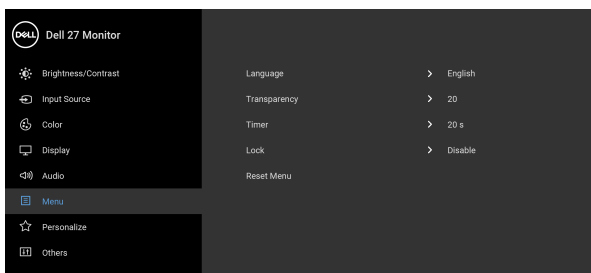 DELL Dell 27 Monitor
Brightness/Contrast
Input Source
Color
Display
Audio
Menu
Personalize
Others
Language > English
Transparency > 20
Timer > 20 s
Lock > Disable
Reset Menu